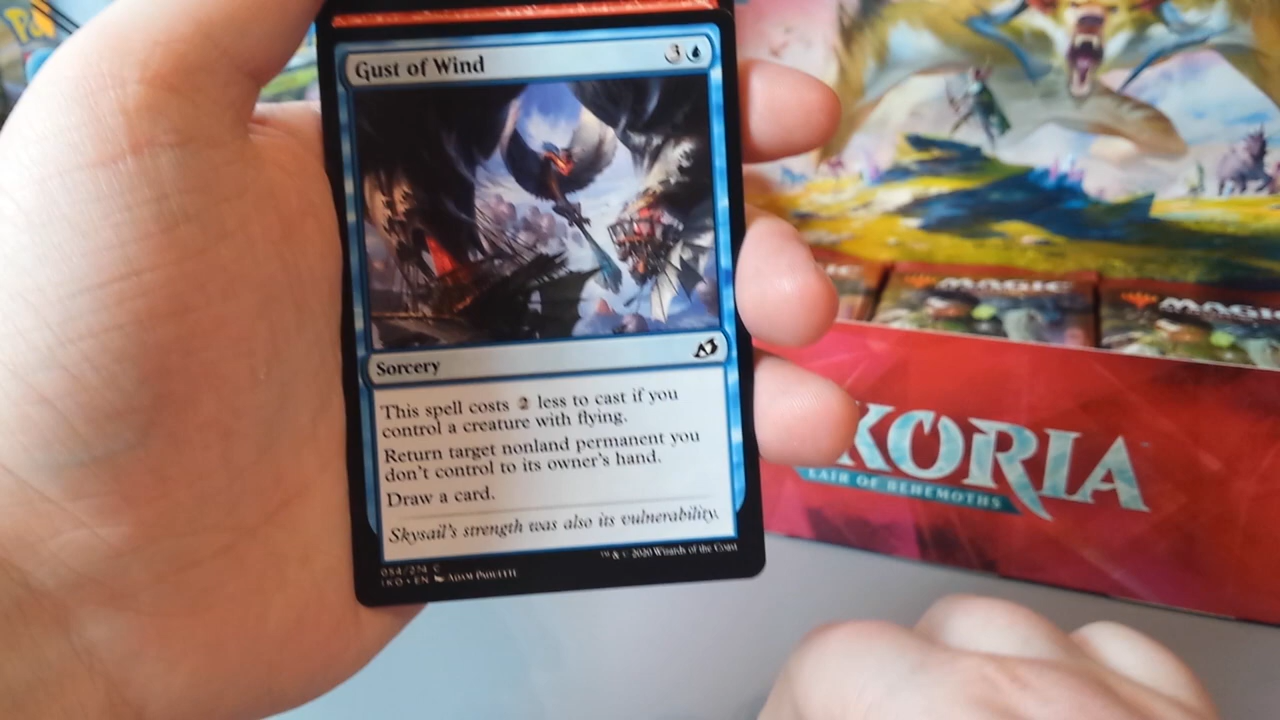 Gust of Wind 3
Sorcery
This spell costs 2 less to cast if you
control a creature with flying.
Return target nonland permanent you
don't control to its owner's hand.
Draw a card.
Skysail's strength was also its vulnerability.
054/274 C
IKO • EN ADAM PAQUETTE
™ & © 2020 Wizards of the Coast
MAGIC
MAGIC
KORIA
LAIR OF BEHEMOTHS